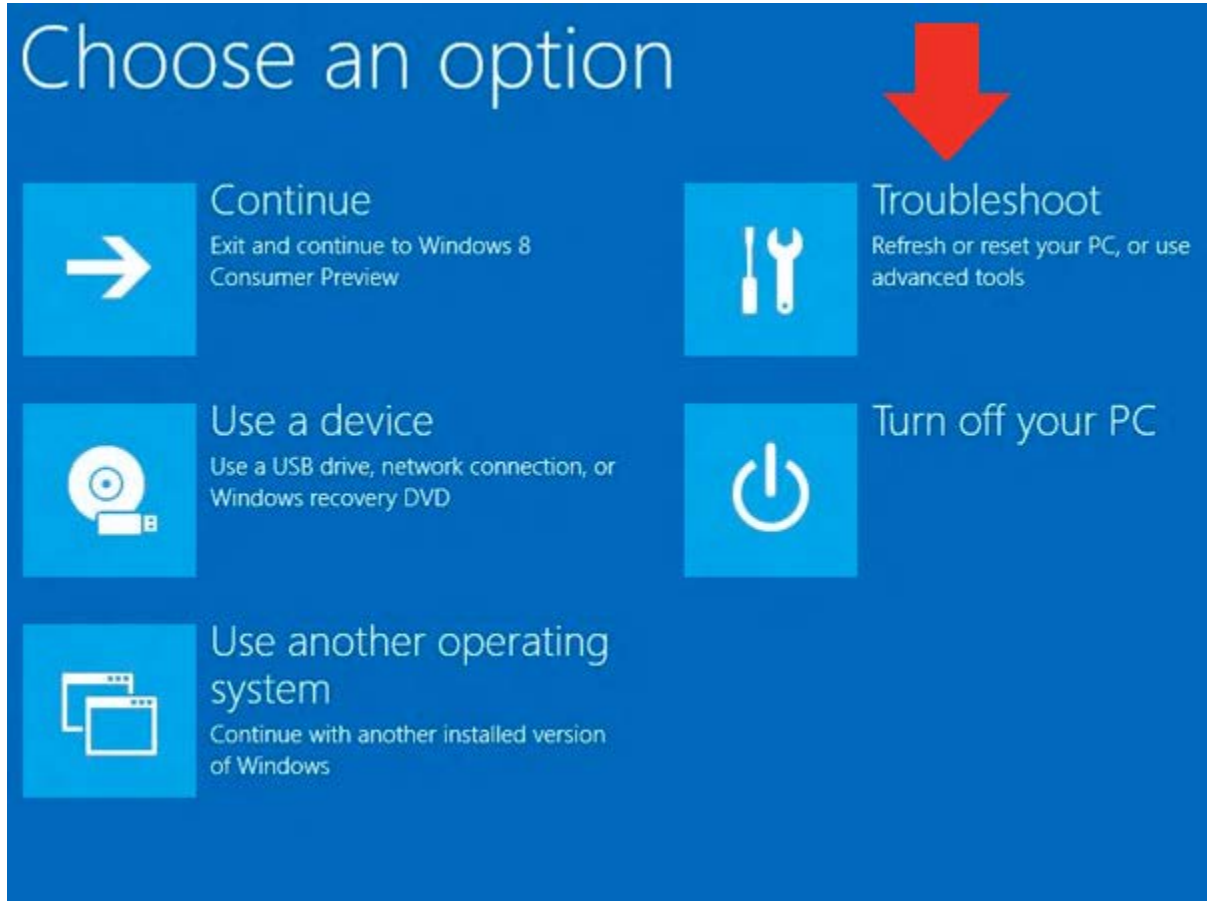 Choose an option
Continue
Exit and continue to Windows 8
Consumer Preview
Troubleshoot
Refresh or reset your PC, or use
advanced tools
Use a device
Use a USB drive, network connection, or
Windows recovery DVD
Turn off your PC
Use another operating
system
Continue with another installed version
of Windows